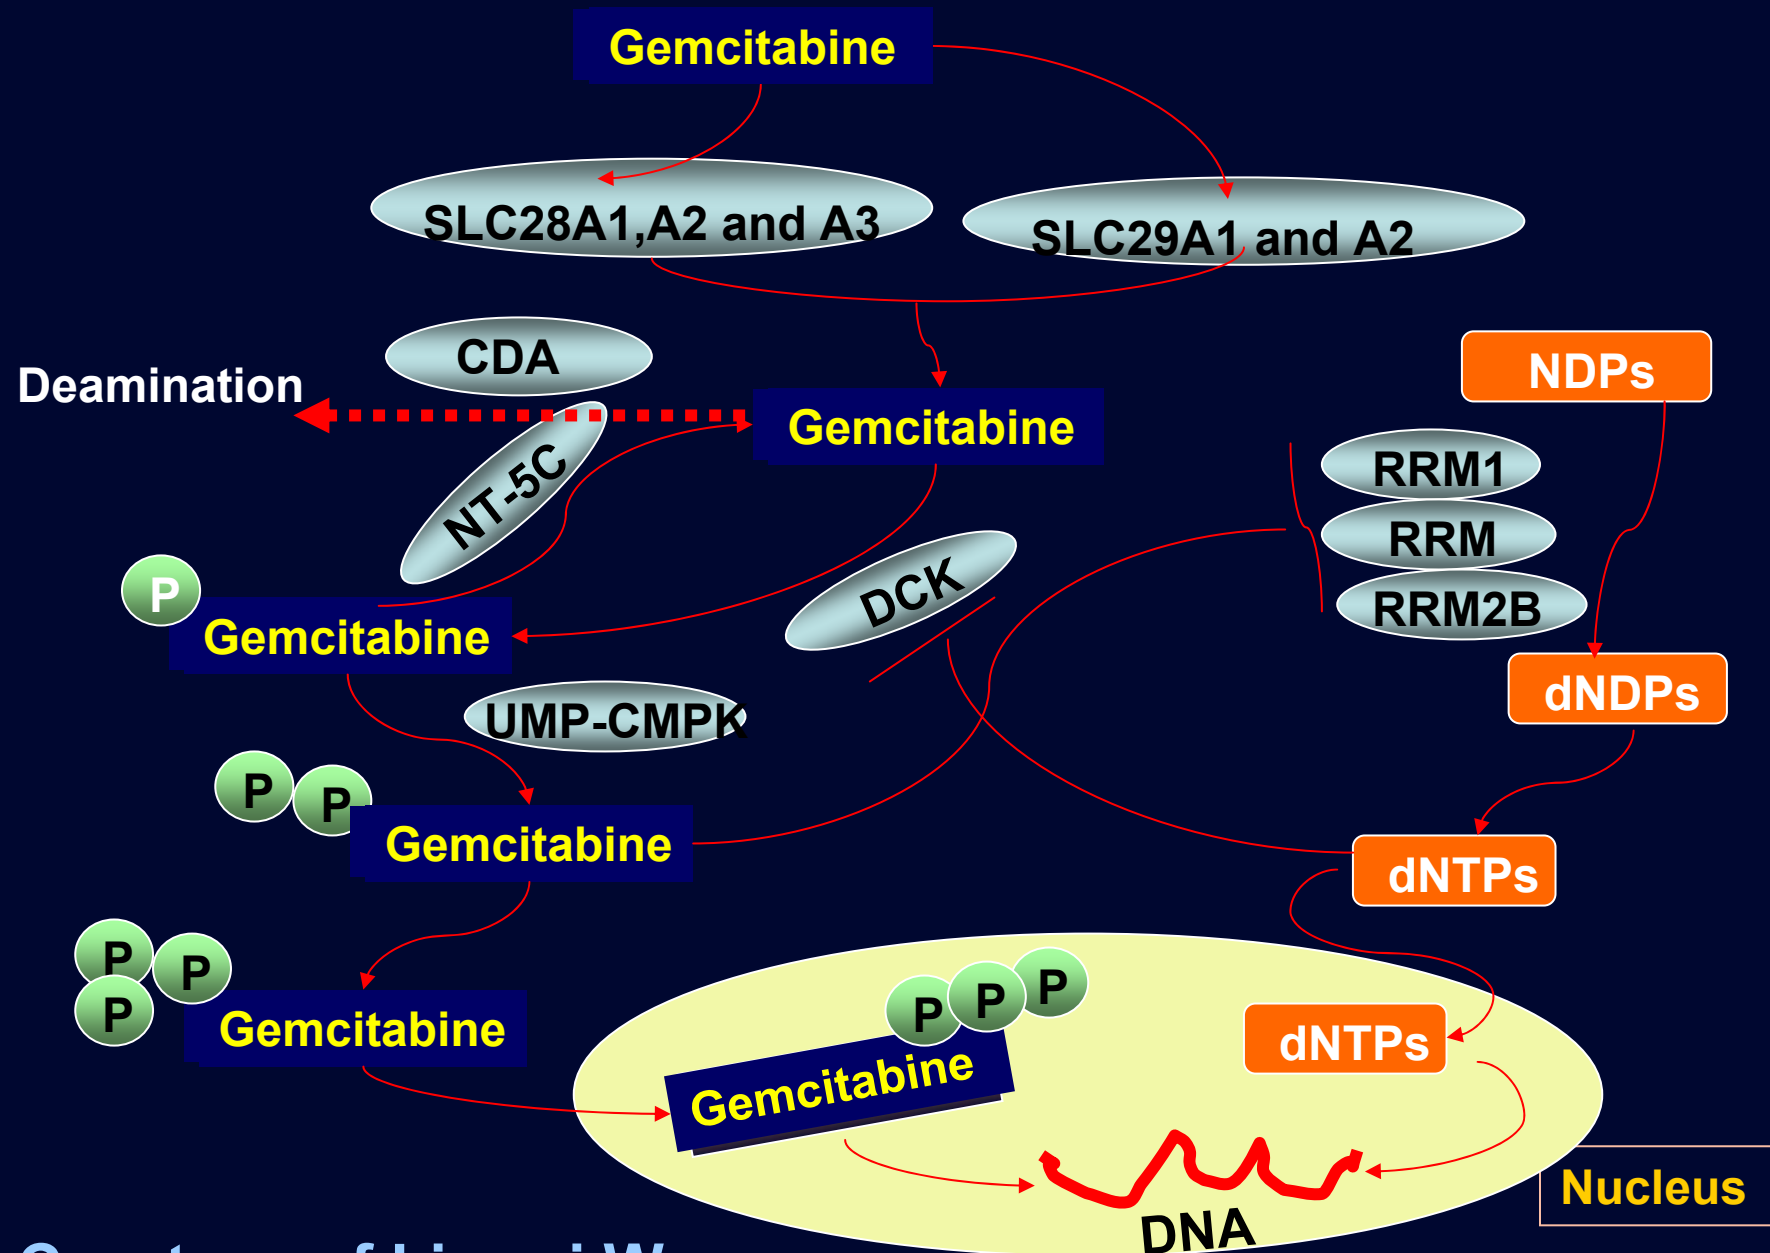 Gemcitabine
SLC28A1,A2 and A3
SLC29A1 and A2
CDA
Deamination
NDPs
Gemcitabine
NT-5C
RRM1
RRM
DCK
RRM2B
P
Gemcitabine
UMP-CMPK
dNDPs
P
P
Gemcitabine
dNTPs
P
P
P
Gemcitabine
P
P
P
Gemcitabine
dNTPs
DNA
Nucleus